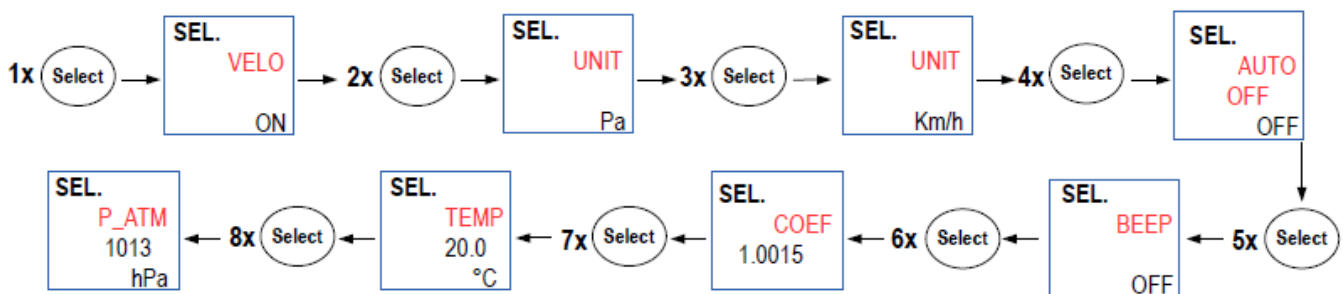 1x Select
SEL.
VELO
ON
2x Select
SEL.
UNIT
Pa
3x Select
SEL.
UNIT
Km/h
4x Select
SEL.
AUTO
OFF
OFF
5x Select
SEL.
BEEP
OFF
6x Select
SEL.
COEF
1.0015
7x Select
SEL.
TEMP
20.0
°C
8x Select
SEL.
P_ATM
1013
hPa